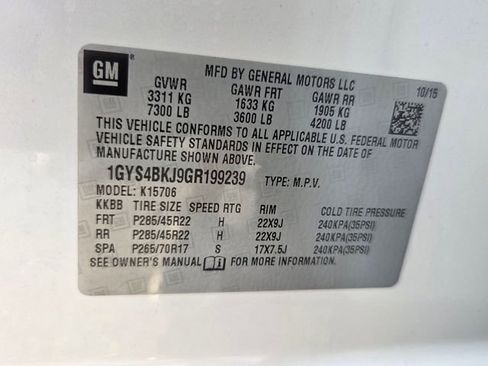 GM
MFD BY GENERAL MOTORS LLC
10/15
GVWR GAWR FRT GAWR RR
3311 KG 1633 KG 1905 KG
7300 LB 3600 LB 4200 LB
THIS VEHICLE CONFORMS TO ALL APPLICABLE U.S. FEDERAL MOTOR
VEHICLE SAFETY STANDARDS IN EFFECT ON THE DATE OF
MANUFACTURE SHOWN ABOVE.
1GYS4BKJ9GR199239 TYPE: M.P.V.
MODEL: K15706
KKBB TIRE SIZE SPEED RTG RIM COLD TIRE PRESSURE
FRT P285/45R22 H 22X9J 240KPA(35PSI)
RR P285/45R22 H 22X9J 240KPA(35PSI)
SPA P265/70R17 S 17X7.5J 240KPA(35PSI)
SEE OWNER'S MANUAL FOR MORE INFORMATION.